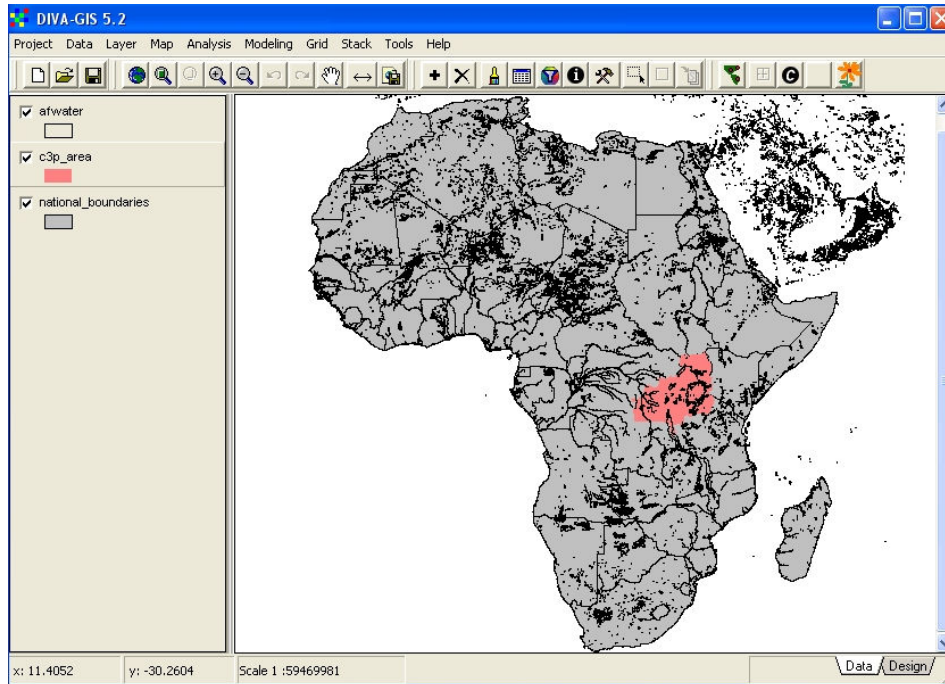 DIVA-GIS 5.2
Project Data Layer Map Analysis Modeling Grid Stack Tools Help
afwater
c3p_area
national_boundaries
x: 11.4052 y: -30.2604 Scale 1 :59469981 Data Design